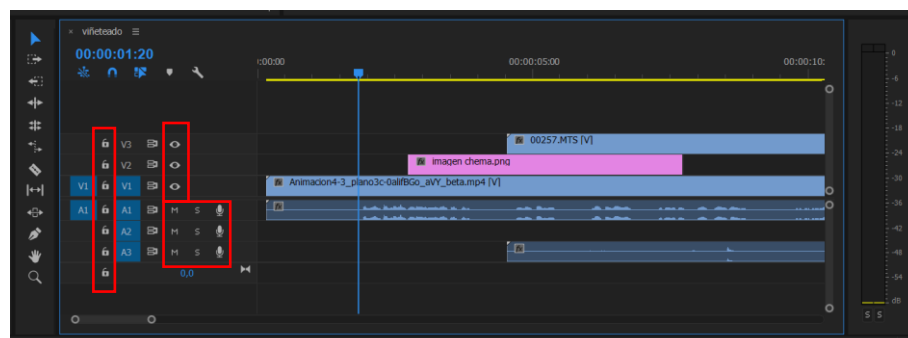 × viñeteado
00:00:01:20
:00:00 00:00:05:00 00:00:10:
V3 00257.MTS [V]
V2 imagen chema.png
V1 V1 Animacion4-3_plano3c-0alifBGo_aVY_beta.mp4 [V]
A1 A1 M S
A2 M S
A3 M S
0,0
0
-6
-12
-18
-24
-30
-36
-42
-48
-54
dB
S S